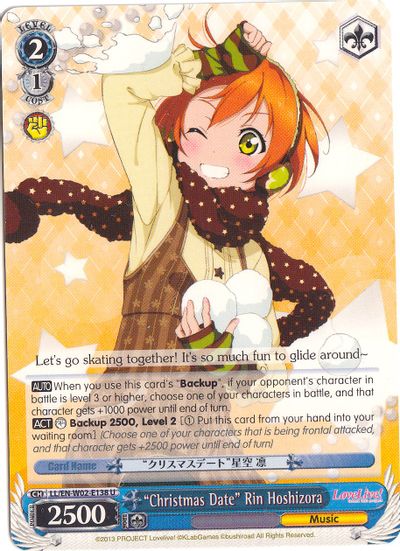 LEVEL
2
1
COST
Let's go skating together! It's so much fun to glide around~
AUTO When you use this card's "Backup", if your opponent's character in
battle is level 3 or higher, choose one of your characters in battle, and that
character gets +1000 power until end of turn.
ACT Backup 2500, Level 2 [① Put this card from your hand into your
waiting room] (Choose one of your characters that is being frontal attacked,
and that character gets +2500 power until end of turn)
Card Name
"クリスマスデート"星空 凛
CH LL/EN-W02-E138 U
"Christmas Date" Rin Hoshizora
LoveLive!
POWER
2500
Music
©2013 PROJECT Lovelive! ©KLabGames ©bushiroad All Rights Reserved.